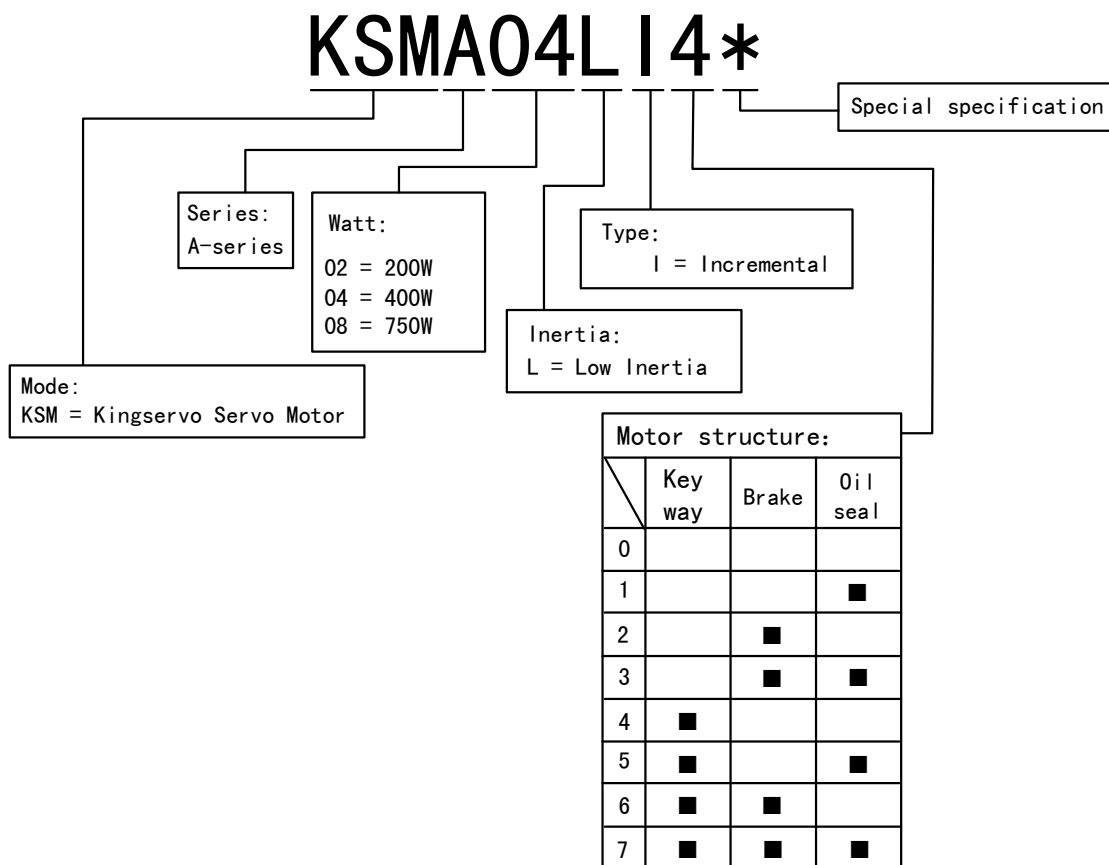 KSMA04LI4*
Special specification
Series:
A-series
Watt:
02 = 200W
04 = 400W
08 = 750W
Type:
I = Incremental
Inertia:
L = Low Inertia
Mode:
KSM = Kingservo Servo Motor
Motor structure:
Key way Brake Oil seal
0
1 ■
2 ■
3 ■ ■
4 ■
5 ■ ■
6 ■ ■
7 ■ ■ ■